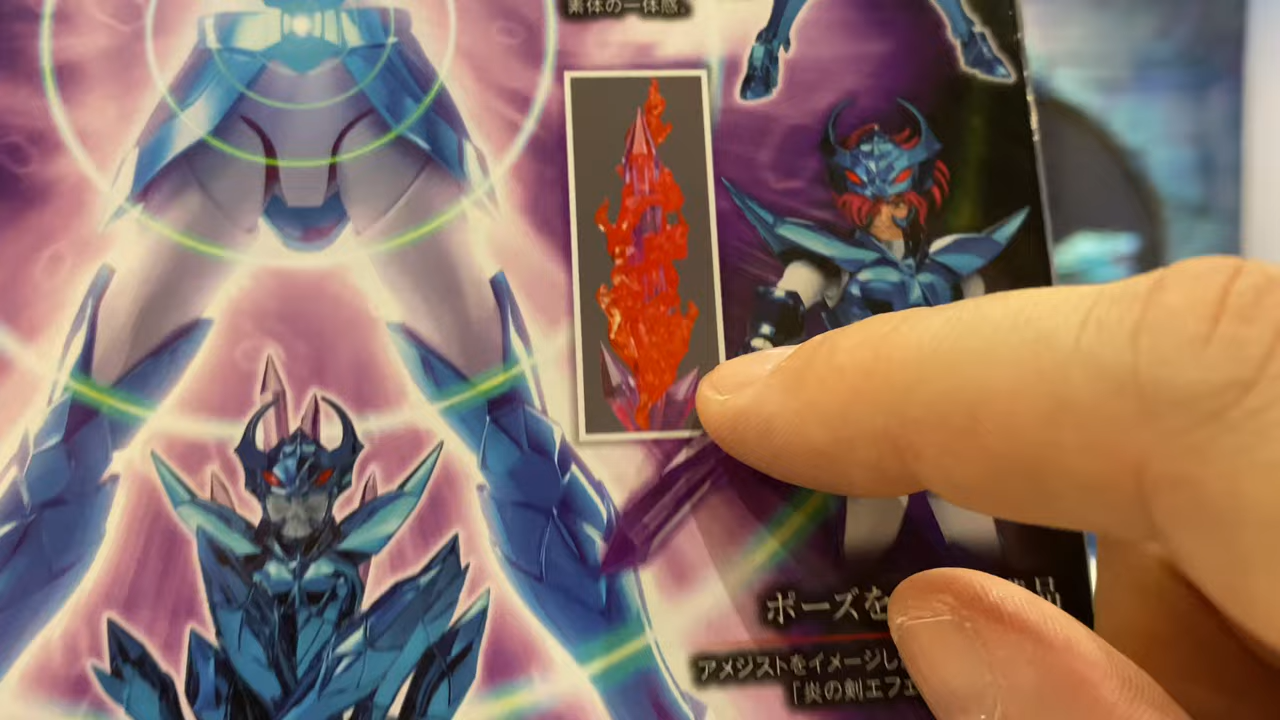 素体の一体感。
ポーズを
アメジストをイメージし
「炎の剣エフェ